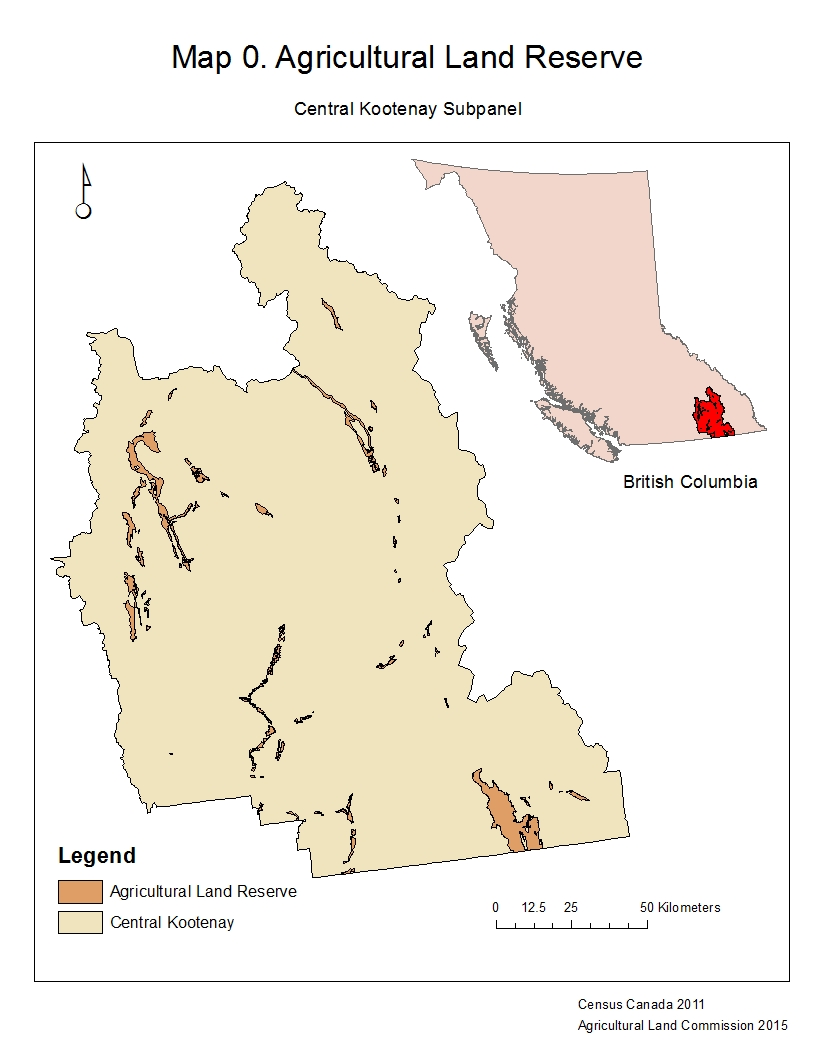 Map 0. Agricultural Land Reserve
Central Kootenay Subpanel
British Columbia
Legend
Agricultural Land Reserve
Central Kootenay
0 12.5 25 50 Kilometers
Census Canada 2011
Agricultural Land Commission 2015